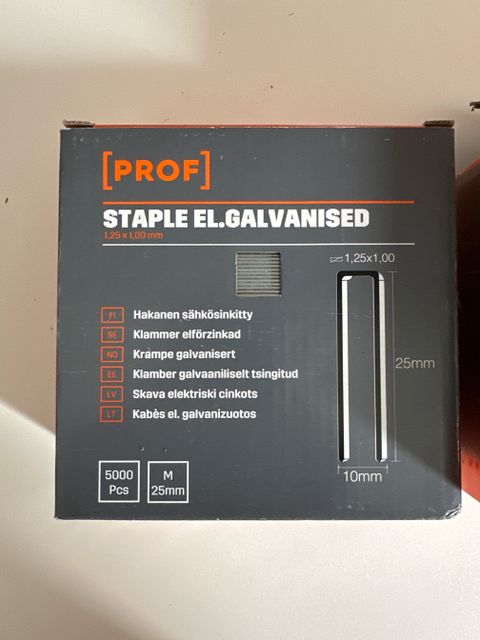 [PROF]
STAPLE EL.GALVANISED
1,25 x 1,00 mm
1,25x1,00
FI Hakanen sähkösinkitty
SE Klammer elförzinkad
NO Krampe galvanisert
EE Klamber galvaaniliselt tsingitud
LV Skava elektriski cinkots
LT Kabès el. galvanizuotos
25mm
10mm
5000
Pcs
M
25mm